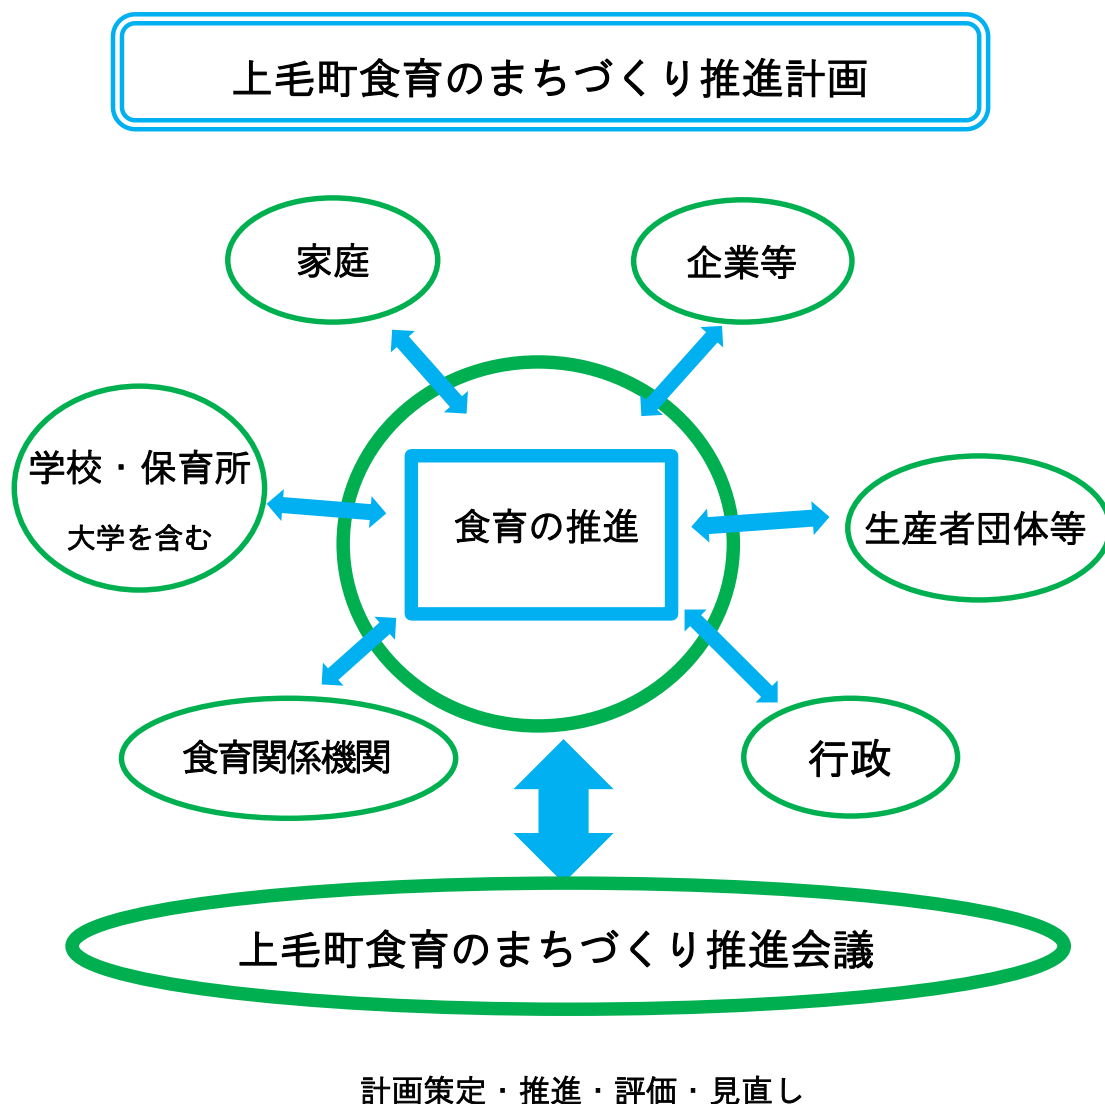 上毛町食育のまちづくり推進計画
家庭
企業等
学校・保育所
大学を含む
食育の推進
生産者団体等
食育関係機関
行政
上毛町食育のまちづくり推進会議
計画策定・推進・評価・見直し